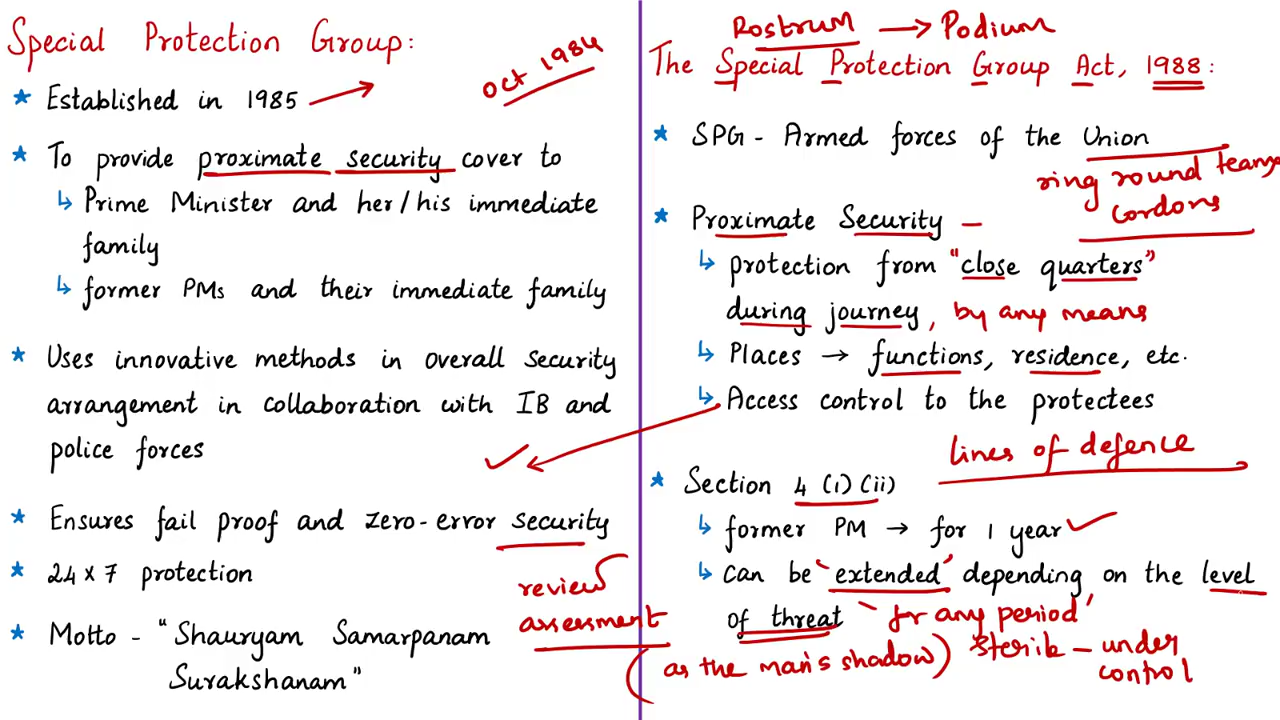 Special Protection Group:
Oct 1984
* Established in 1985 →
* To provide proximate security cover to
↳ Prime Minister and her/his immediate
family
↳ former PMs and their immediate family
* Uses innovative methods in overall security
arrangement in collaboration with IB and
police forces
* Ensures fail proof and zero-error security
* 24 x 7 protection
review
assessment
* Motto - "Shauryam Samarpanam
Surakshanam"
Rostrum → Podium
The Special Protection Group Act, 1988:
* SPG - Armed forces of the Union
ring round teams
cordons
* Proximate Security -
↳ protection from "close quarters"
during journey, by any means
↳ Places → functions, residence, etc.
↳ Access control to the protectees
lines of defence
* Section 4 (1) (ii)
↳ former PM → for 1 year ✓
↳ can be 'extended' depending on the level
of threat 'for any period'
(as the man's shadow) * - under
control